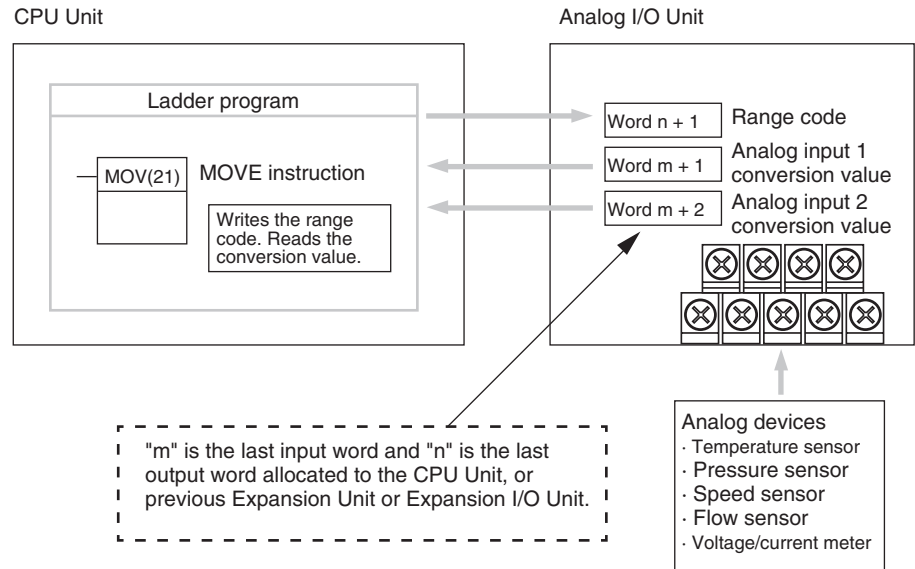 CPU Unit
Analog I/O Unit
Ladder program
MOV(21)
MOVE instruction
Writes the range
code. Reads the
conversion value.
Word n + 1
Range code
Word m + 1
Analog input 1
conversion value
Word m + 2
Analog input 2
conversion value
"m" is the last input word and "n" is the last
output word allocated to the CPU Unit, or
previous Expansion Unit or Expansion I/O Unit.
Analog devices
· Temperature sensor
· Pressure sensor
· Speed sensor
· Flow sensor
· Voltage/current meter